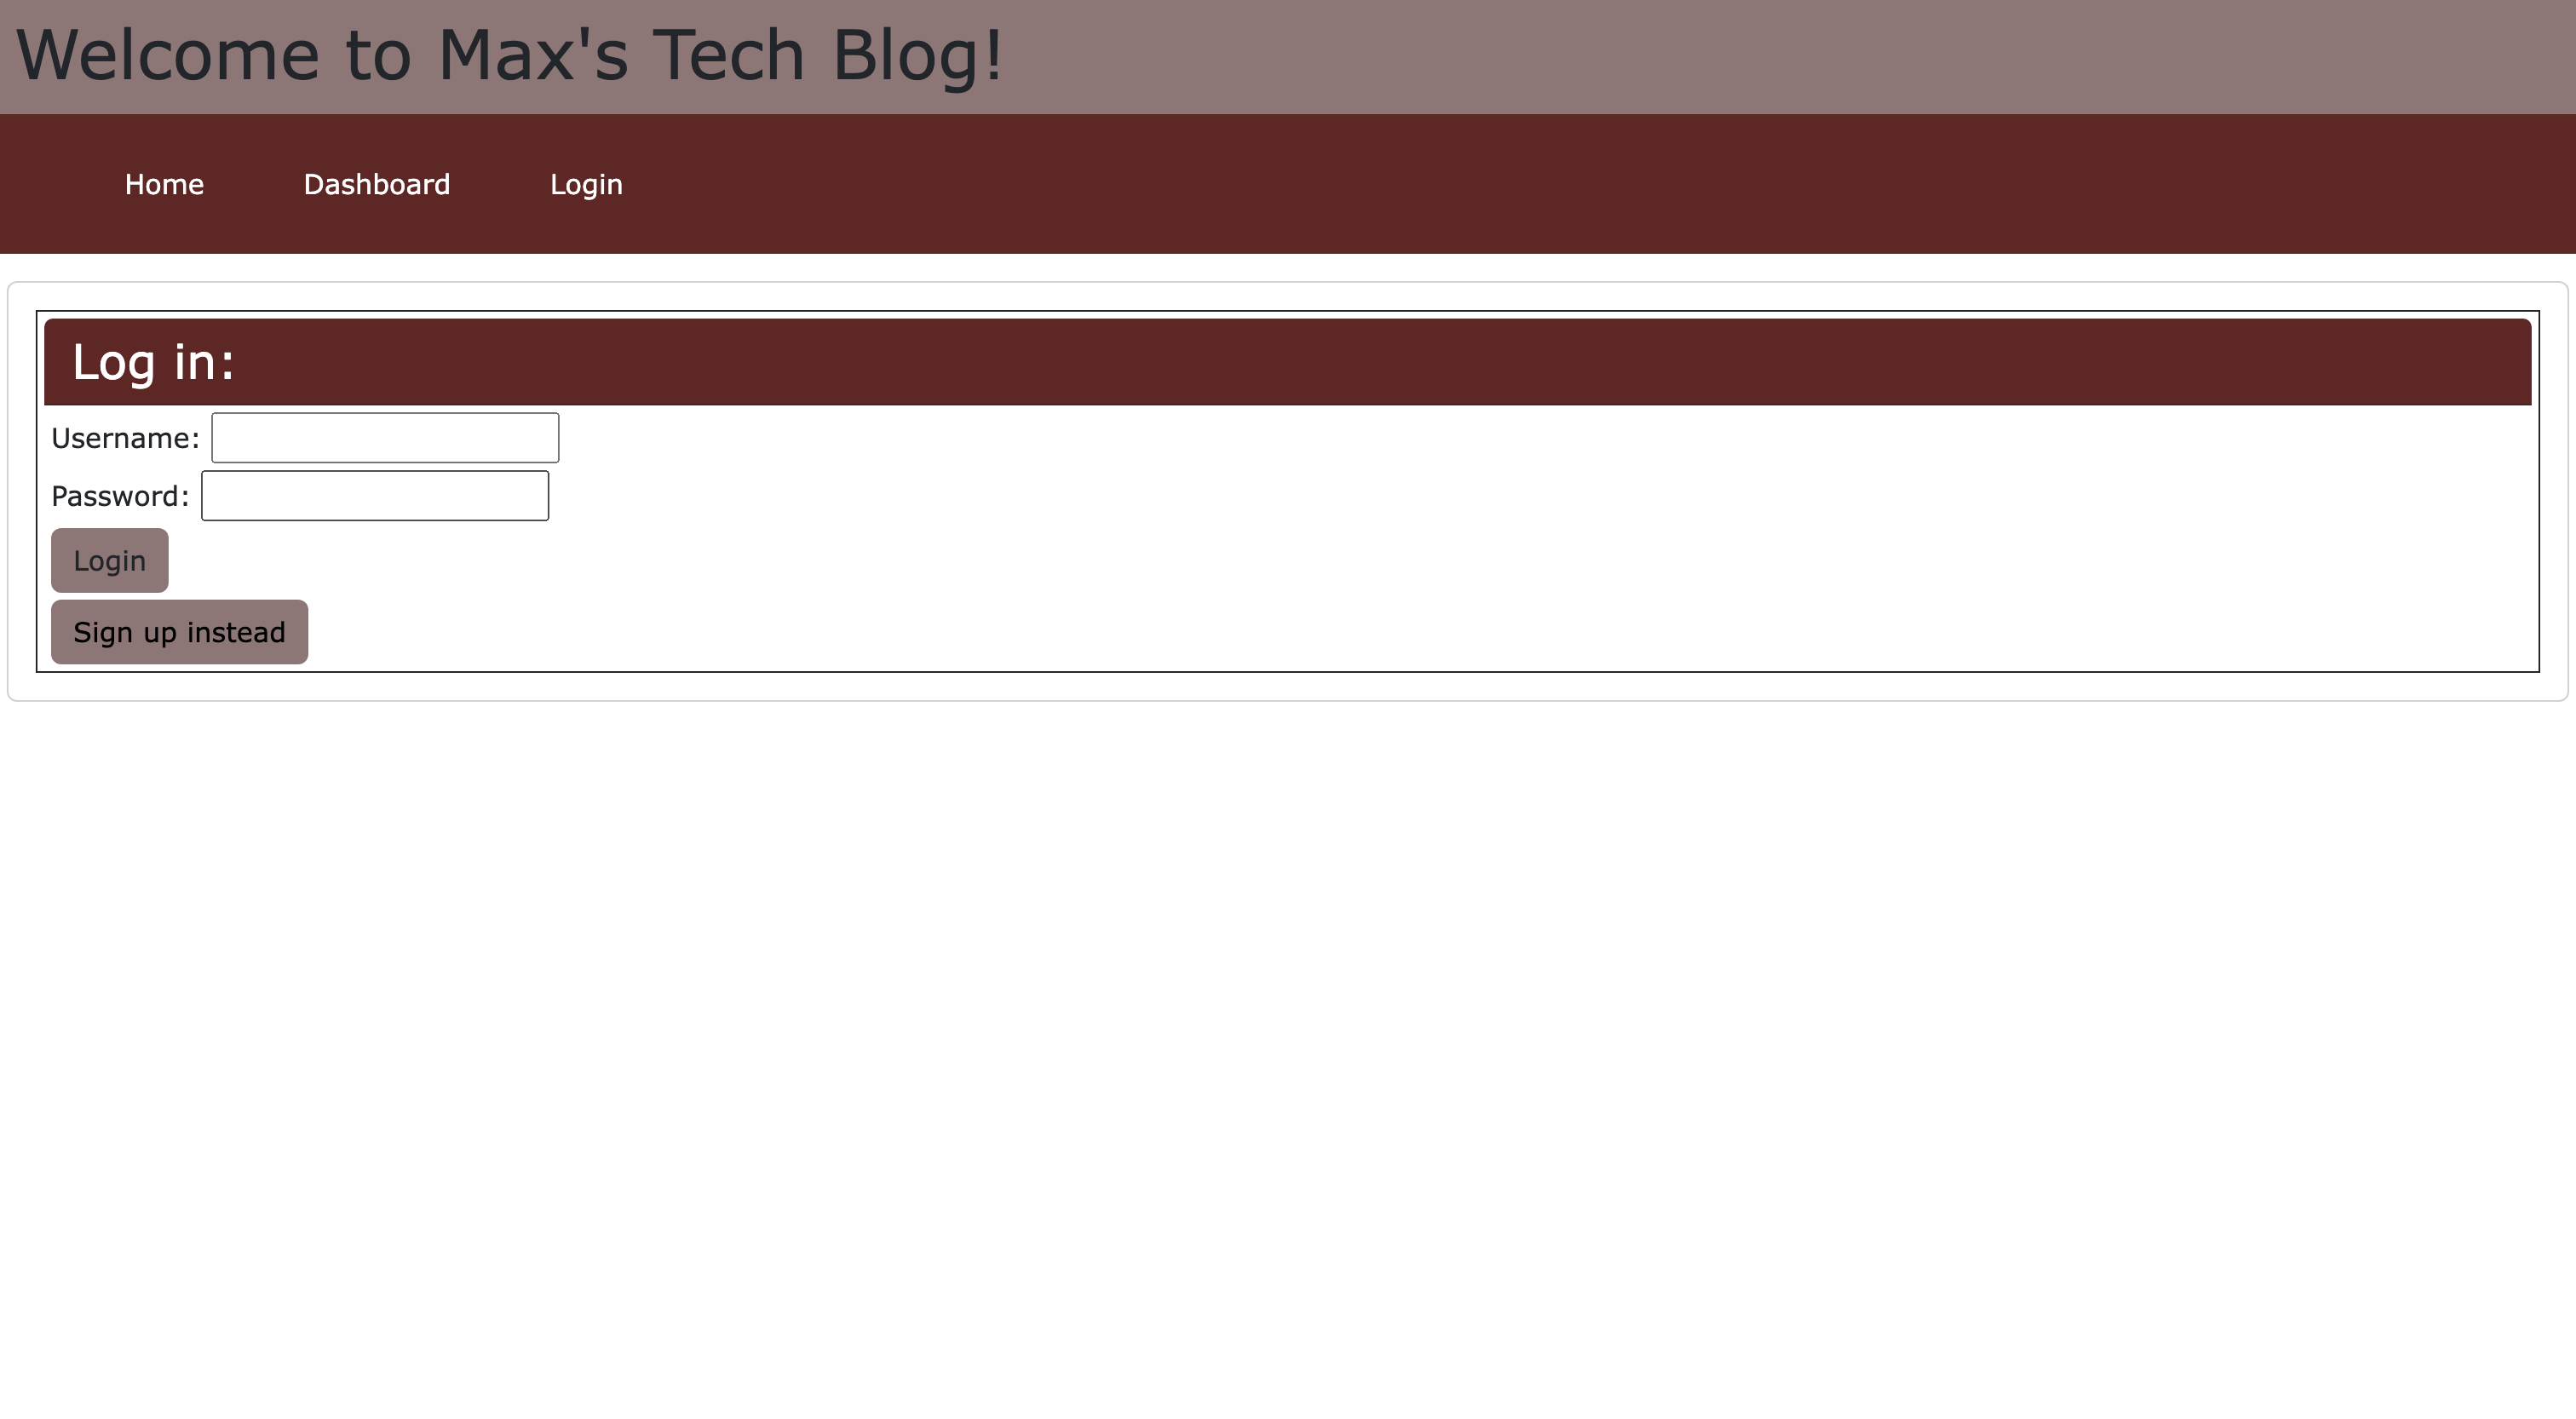 Welcome to Max's Tech Blog!
Home Dashboard Login
Log in:
Username:
Password:
Login
Sign up instead